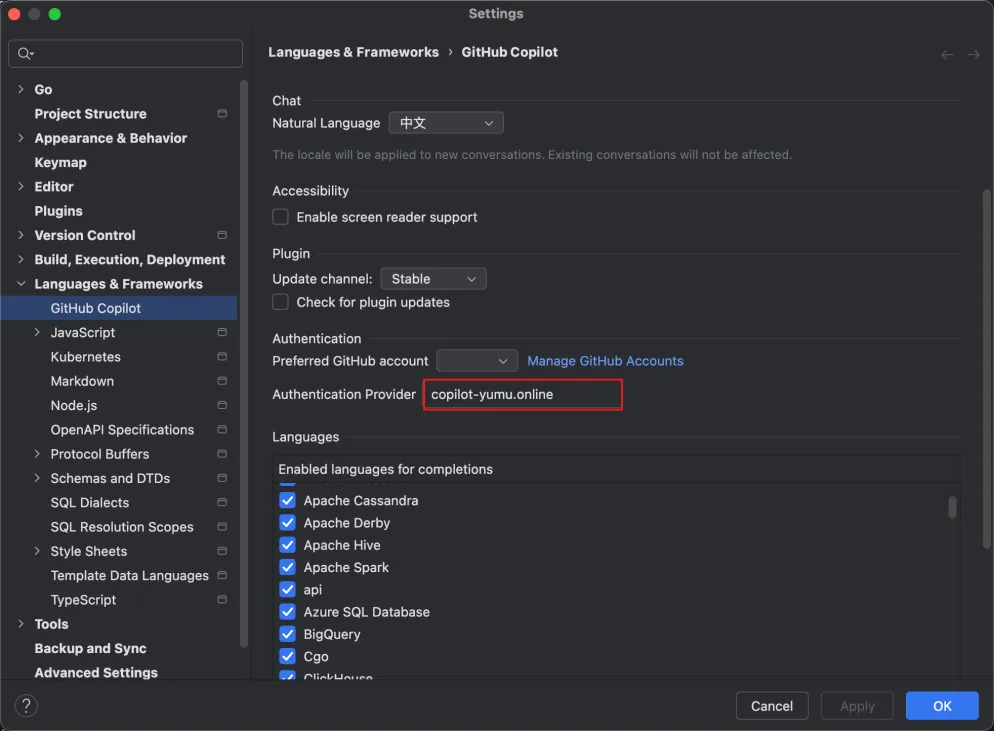 Settings
Languages & Frameworks › GitHub Copilot
Go
Project Structure
Appearance & Behavior
Keymap
Editor
Plugins
Version Control
Build, Execution, Deployment
Languages & Frameworks
GitHub Copilot
JavaScript
Kubernetes
Markdown
Node.js
OpenAPI Specifications
Protocol Buffers
Schemas and DTDs
SQL Dialects
SQL Resolution Scopes
Style Sheets
Template Data Languages
TypeScript
Tools
Backup and Sync
Advanced Settings
Chat
Natural Language 中文
The locale will be applied to new conversations. Existing conversations will not be affected.
Accessibility
Enable screen reader support
Plugin
Update channel: Stable
Check for plugin updates
Authentication
Preferred GitHub account Manage GitHub Accounts
Authentication Provider copilot-yumu.online
Languages
Enabled languages for completions
Apache Cassandra
Apache Derby
Apache Hive
Apache Spark
api
Azure SQL Database
BigQuery
Cgo
ClickHouse
?
Cancel Apply OK